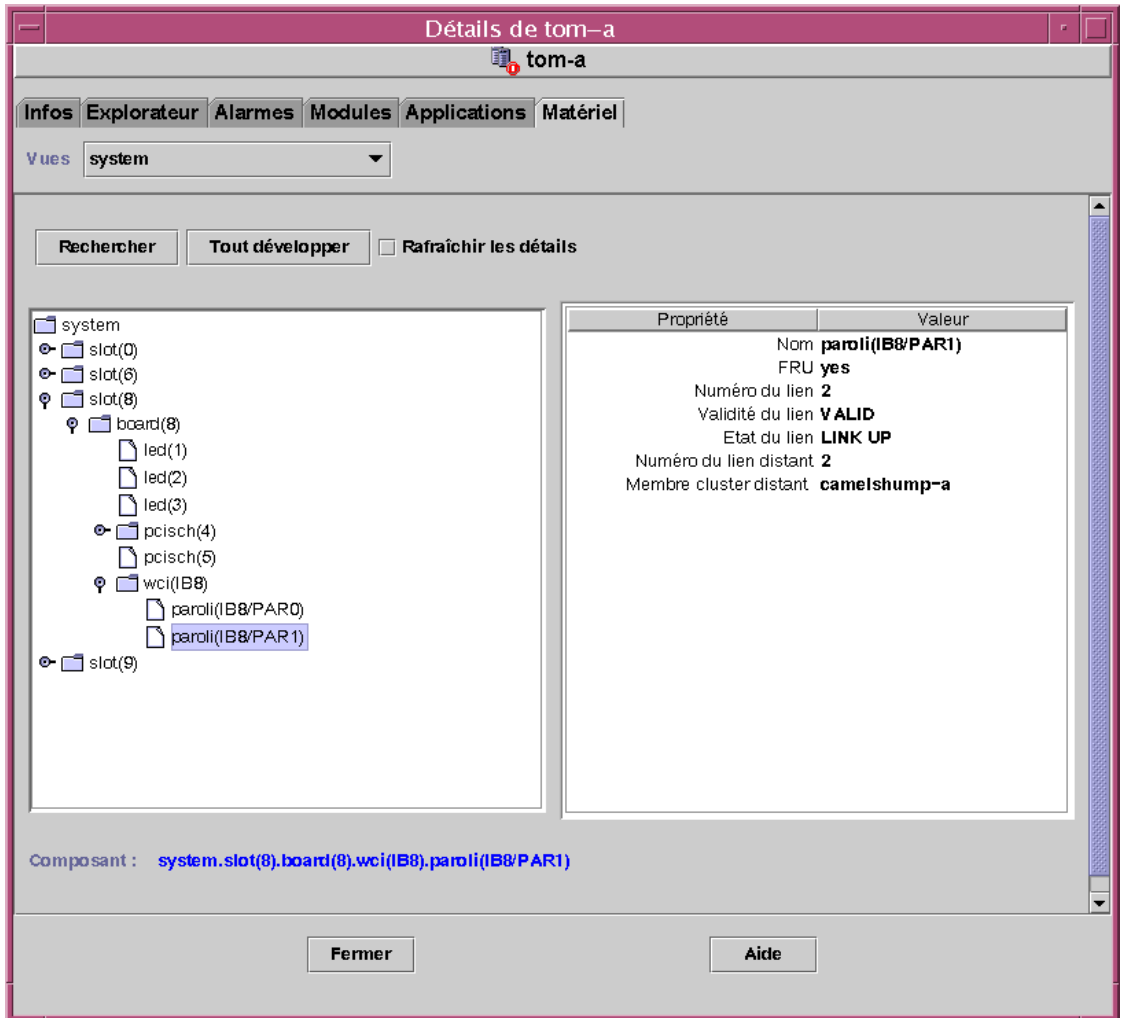 Détails de tom-a
tom-a
Infos Explorateur Alarmes Modules Applications Matériel
Vues system
Rechercher Tout développer Rafraîchir les détails
system
slot(0)
slot(6)
slot(8)
board(8)
led(1)
led(2)
led(3)
pcisch(4)
pcisch(5)
wci(IB8)
paroli(IB8/PAR0)
paroli(IB8/PAR1)
slot(9)
Propriété Valeur
Nom paroli(IB8/PAR1)
FRU yes
Numéro du lien 2
Validité du lien VALID
Etat du lien LINK UP
Numéro du lien distant 2
Membre cluster distant camelshump-a
Composant : system.slot(8).board(8).wci(IB8).paroli(IB8/PAR1)
Fermer Aide